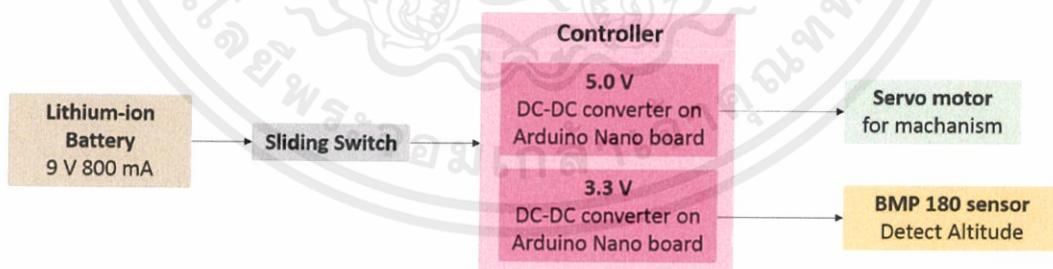 Controller
Lithium-ion
Battery
9 V 800 mA
Sliding Switch
5.0 V
DC-DC converter on
Arduino Nano board
3.3 V
DC-DC converter on
Arduino Nano board
Servo motor
for machanism
BMP 180 sensor
Detect Altitude